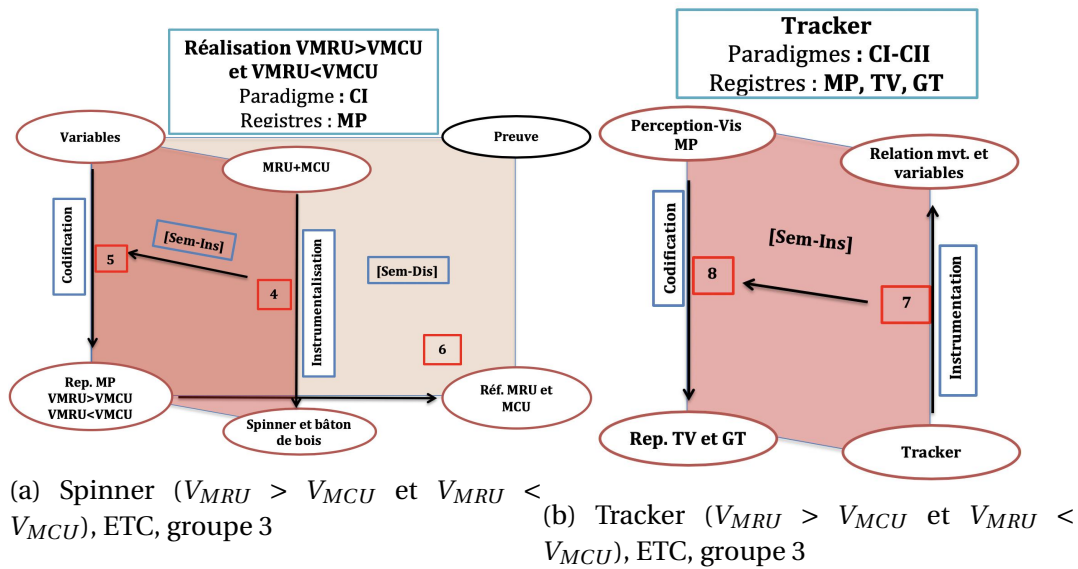 Réalisation VMRU>VMCU
et VMRU<VMCU
Paradigme : CI
Registres : MP
Variables
MRU+MCU
Preuve
Codification
[Sem-Ins]
5
4
Instrumentalisation
[Sem-Dis]
6
Rep. MP
VMRU>VMCU
VMRU<VMCU
Spinner et bâton
de bois
Réf. MRU et
MCU
(a) Spinner (V_MRU > V_MCU et V_MRU <
V_MCU), ETC, groupe 3
Tracker
Paradigmes : CI-CII
Registres : MP, TV, GT
Perception-Vis
MP
Relation mvt. et
variables
Codification
[Sem-Ins]
8
7
Instrumentation
Rep. TV et GT
Tracker
(b) Tracker (V_MRU > V_MCU et V_MRU <
V_MCU), ETC, groupe 3